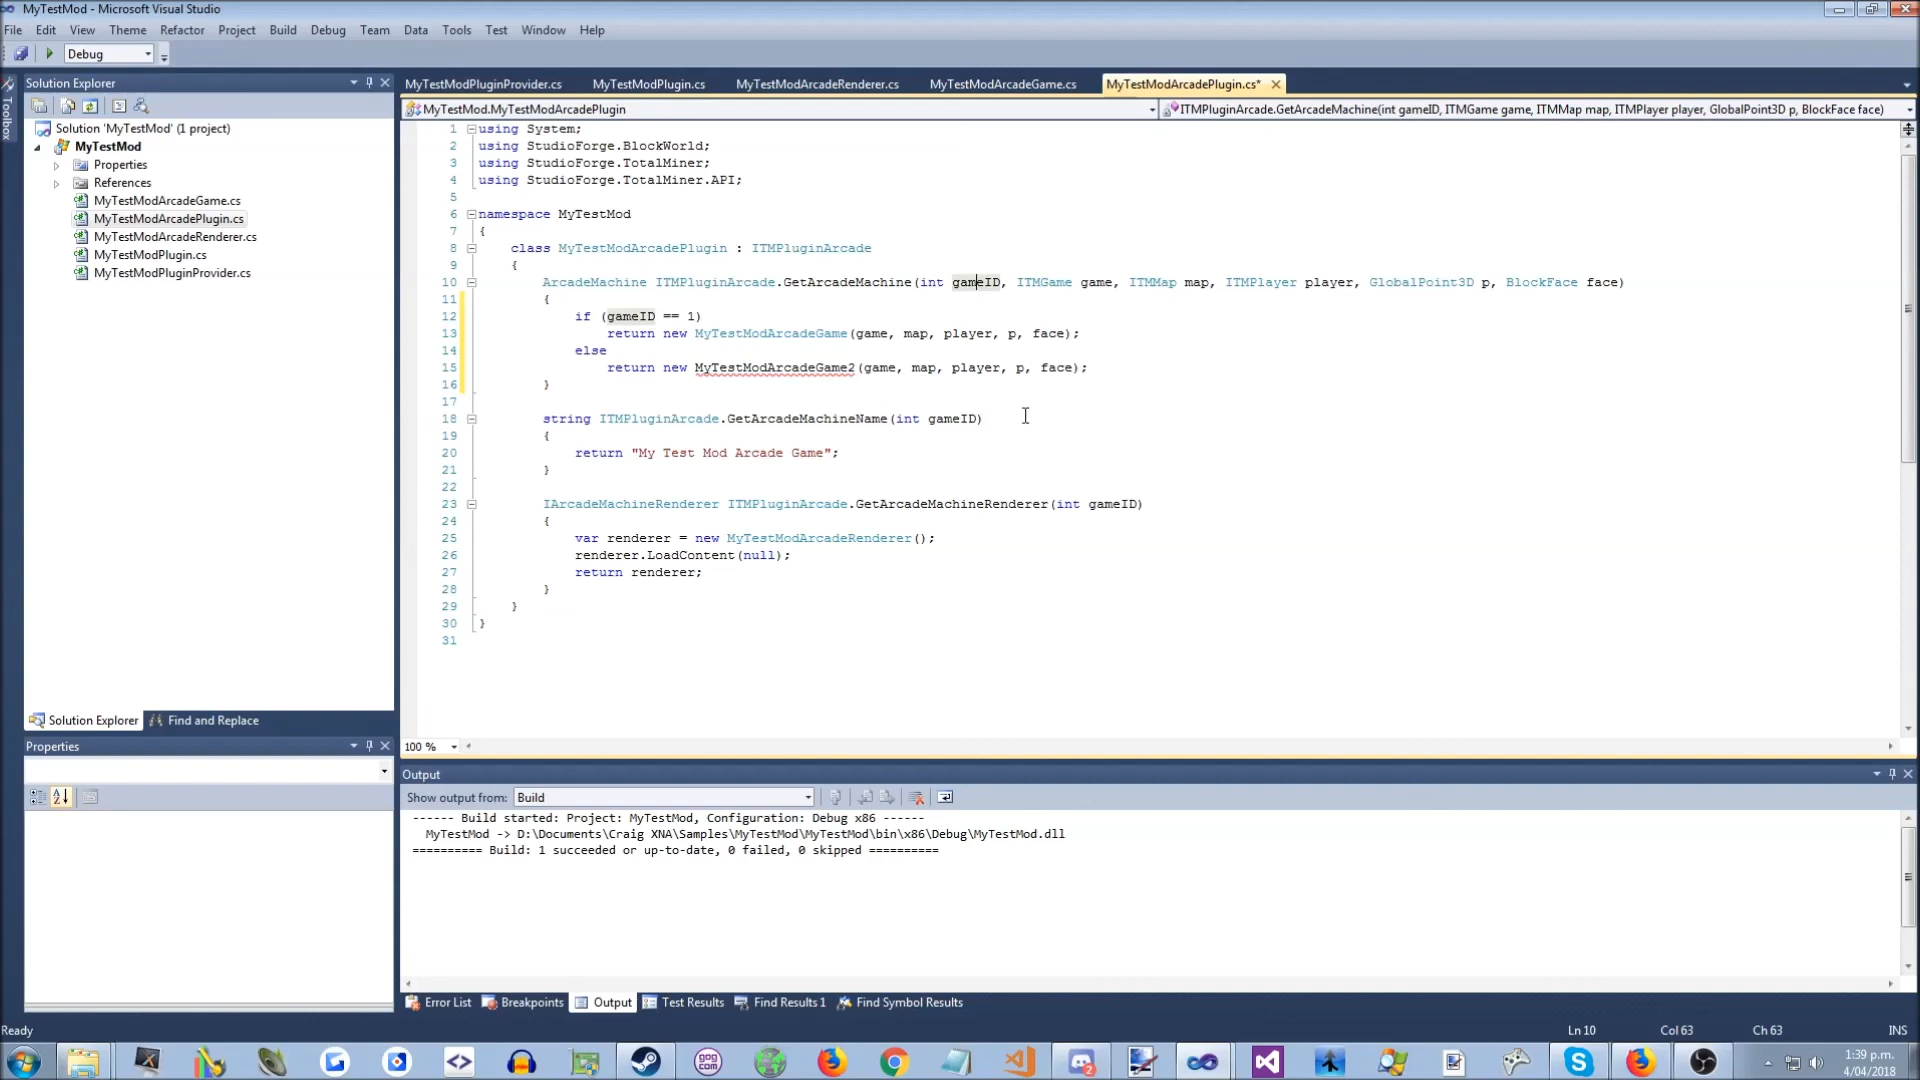 MyTestMod - Microsoft Visual Studio
File Edit View Theme Refactor Project Build Debug Team Data Tools Test Window Help
Debug
Toolbox
Solution Explorer
Solution 'MyTestMod' (1 project)
MyTestMod
Properties
References
MyTestModArcadeGame.cs
MyTestModArcadePlugin.cs
MyTestModArcadeRenderer.cs
MyTestModPlugin.cs
MyTestModPluginProvider.cs
Solution Explorer Find and Replace
Properties
MyTestModPluginProvider.cs MyTestModPlugin.cs MyTestModArcadeRenderer.cs MyTestModArcadeGame.cs MyTestModArcadePlugin.cs*
MyTestMod.MyTestModArcadePlugin
ITMPluginArcade.GetArcadeMachine(int gameID, ITMGame game, ITMMap map, ITMPlayer player, GlobalPoint3D p, BlockFace face)
1 using System;
2 using StudioForge.BlockWorld;
3 using StudioForge.TotalMiner;
4 using StudioForge.TotalMiner.API;
5
6 namespace MyTestMod
7 {
8 class MyTestModArcadePlugin : ITMPluginArcade
9 {
10 ArcadeMachine ITMPluginArcade.GetArcadeMachine(int gameID, ITMGame game, ITMMap map, ITMPlayer player, GlobalPoint3D p, BlockFace face)
11 {
12 if (gameID == 1)
13 return new MyTestModArcadeGame(game, map, player, p, face);
14 else
15 return new MyTestModArcadeGame2(game, map, player, p, face);
16 }
17
18 string ITMPluginArcade.GetArcadeMachineName(int gameID)
19 {
20 return "My Test Mod Arcade Game";
21 }
22
23 IArcadeMachineRenderer ITMPluginArcade.GetArcadeMachineRenderer(int gameID)
24 {
25 var renderer = new MyTestModArcadeRenderer();
26 renderer.LoadContent(null);
27 return renderer;
28 }
29 }
30 }
31
100 %
Output
Show output from: Build
------ Build started: Project: MyTestMod, Configuration: Debug x86 ------
MyTestMod -> D:\Documents\Craig XNA\Samples\MyTestMod\MyTestMod\bin\x86\Debug\MyTestMod.dll
========== Build: 1 succeeded or up-to-date, 0 failed, 0 skipped ==========
Error List Breakpoints Output Test Results Find Results 1 Find Symbol Results
Ready Ln 10 Col 63 Ch 63 INS
gog
com
2
1:39 p.m.
4/04/2018